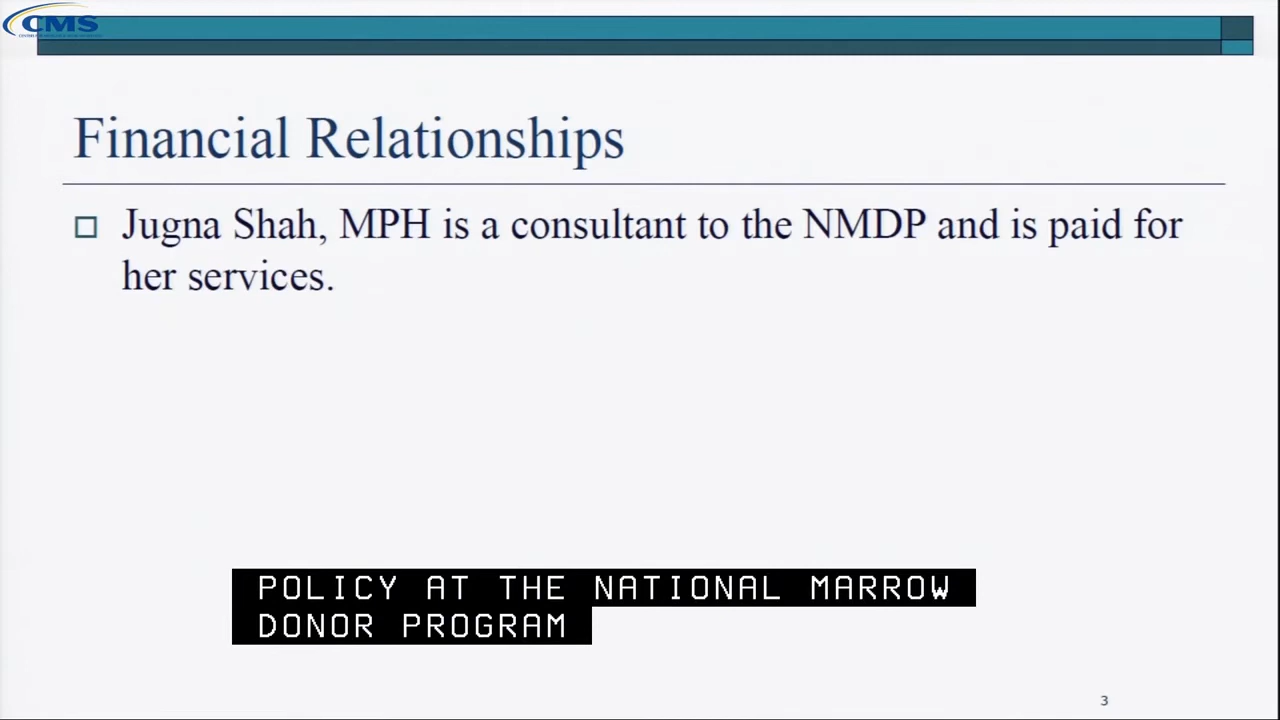 CMS
Financial Relationships
Jugna Shah, MPH is a consultant to the NMDP and is paid for
her services.
POLICY AT THE NATIONAL MARROW
DONOR PROGRAM
3